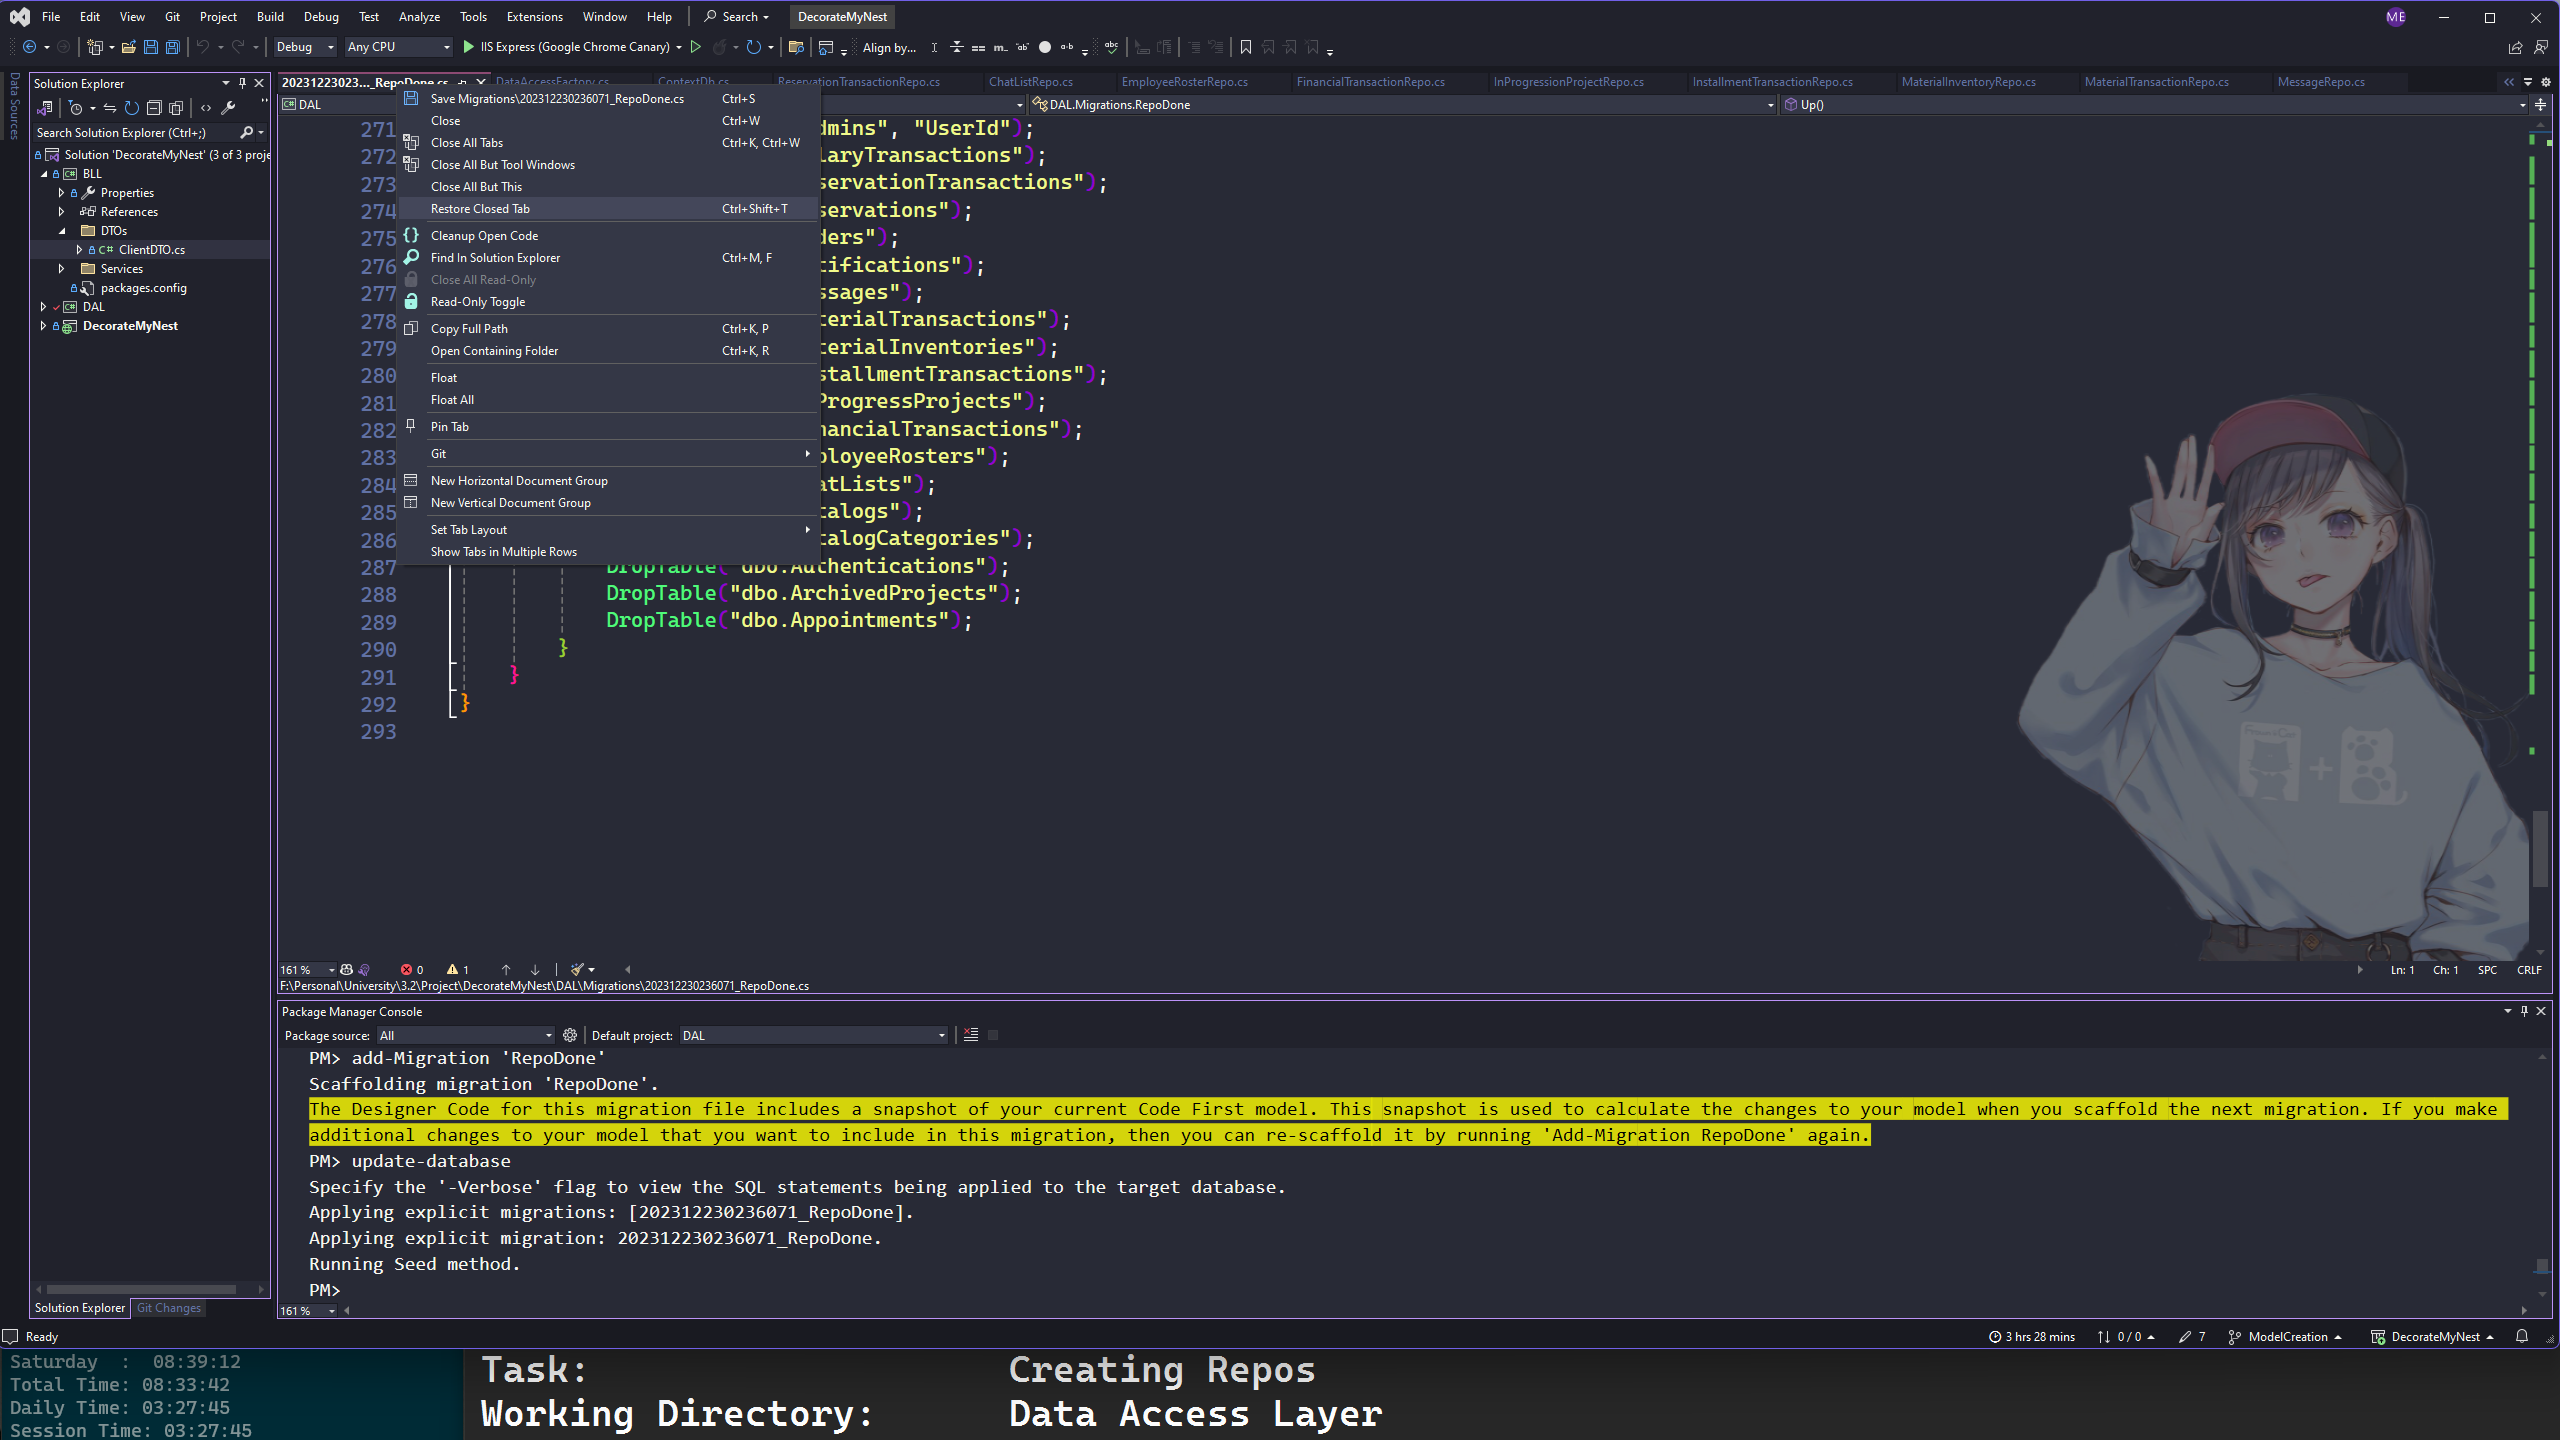 File Edit View Git Project Build Debug Test Analyze Tools Extensions Window Help Search DecorateMyNest ME
Debug Any CPU IIS Express (Google Chrome Canary) Align by...
Data Sources
Solution Explorer
Search Solution Explorer (Ctrl+;)
Solution 'DecorateMyNest' (3 of 3 proje
BLL
Properties
References
DTOs
ClientDTO.cs
Services
packages.config
DAL
DecorateMyNest
Solution Explorer Git Changes
20231223023..._RepoDone.cs DataAccessFactory.cs ContextDb.cs ReservationTransactionRepo.cs ChatListRepo.cs EmployeeRosterRepo.cs FinancialTransactionRepo.cs InProgressionProjectRepo.cs InstallmentTransactionRepo.cs MaterialInventoryRepo.cs MaterialTransactionRepo.cs MessageRepo.cs
DAL DAL.Migrations.RepoDone Up()
Save Migrations\202312230236071_RepoDone.cs Ctrl+S
Close Ctrl+W
Close All Tabs Ctrl+K, Ctrl+W
Close All But Tool Windows
Close All But This
Restore Closed Tab Ctrl+Shift+T
Cleanup Open Code
Find In Solution Explorer Ctrl+M, F
Close All Read-Only
Read-Only Toggle
Copy Full Path Ctrl+K, P
Open Containing Folder Ctrl+K, R
Float
Float All
Pin Tab
Git
New Horizontal Document Group
New Vertical Document Group
Set Tab Layout
Show Tabs in Multiple Rows
271 dmins", "UserId");
272 laryTransactions");
273 servationTransactions");
274 servations");
275 ders");
276 tifications");
277 ssages");
278 terialTransactions");
279 terialInventories");
280 stallmentTransactions");
281 ProgressProjects");
282 nancialTransactions");
283 ployeeRosters");
284 atLists");
285 talogs");
286 talogCategories");
287 DropTable("dbo.Authentications");
288 DropTable("dbo.ArchivedProjects");
289 DropTable("dbo.Appointments");
290 }
291 }
292 }
293
161 % 0 1 Ln: 1 Ch: 1 SPC CRLF
F:\Personal\University\3.2\Project\DecorateMyNest\DAL\Migrations\202312230236071_RepoDone.cs
Package Manager Console
Package source: All Default project: DAL
PM> add-Migration 'RepoDone'
Scaffolding migration 'RepoDone'.
The Designer Code for this migration file includes a snapshot of your current Code First model. This snapshot is used to calculate the changes to your model when you scaffold the next migration. If you make
additional changes to your model that you want to include in this migration, then you can re-scaffold it by running 'Add-Migration RepoDone' again.
PM> update-database
Specify the '-Verbose' flag to view the SQL statements being applied to the target database.
Applying explicit migrations: [202312230236071_RepoDone].
Applying explicit migration: 202312230236071_RepoDone.
Running Seed method.
PM>
161 %
Ready 3 hrs 28 mins 0 / 0 7 ModelCreation DecorateMyNest
Saturday : 08:39:12
Total Time: 08:33:42
Daily Time: 03:27:45
Session Time: 03:27:45
Task: Creating Repos
Working Directory: Data Access Layer